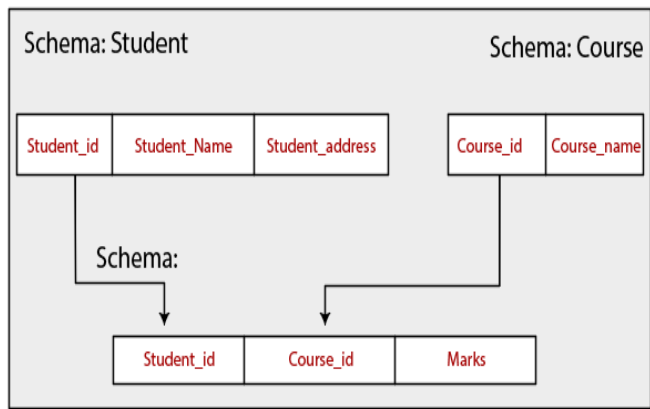 Schema: Student
Schema: Course
Student_id Student_Name Student_address
Course_id Course_name
Schema:
Student_id Course_id Marks